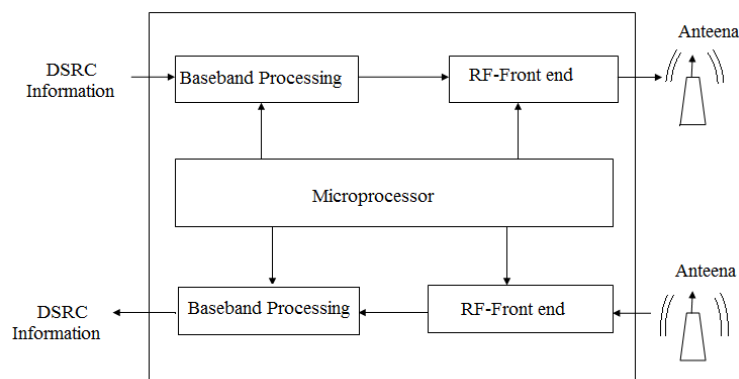 Anteena
DSRC
Information
Baseband Processing
RF-Front end
Microprocessor
Anteena
DSRC
Information
Baseband Processing
RF-Front end